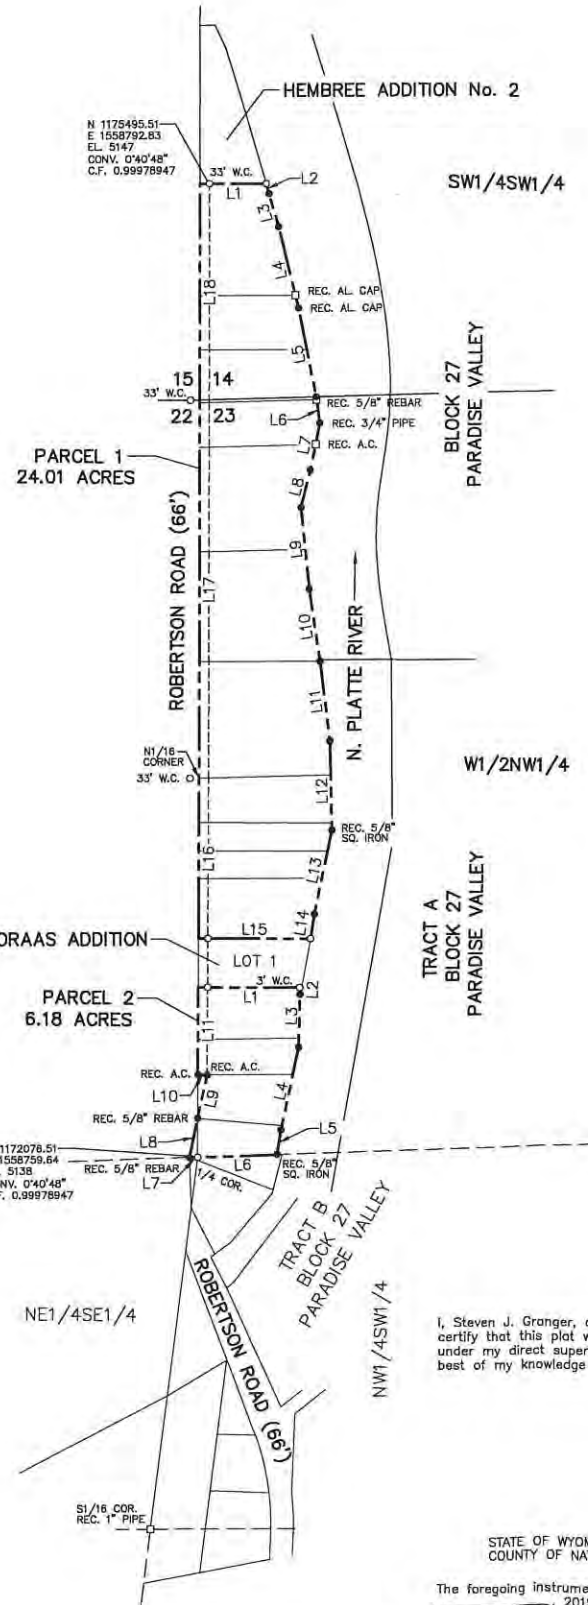 HEMBREE ADDITION No. 2
N 1175495.51
E 1558792.83
EL. 5147
CONV. 0°40'48"
C.F. 0.99978947
33' W.C.
L1
L2
SW1/4SW1/4
L3
L4
L18
REC. AL. CAP
REC. AL. CAP
L5
BLOCK 27
PARADISE VALLEY
15
14
33' W.C.
22
23
REC. 5/8" REBAR
L6
REC. 3/4" PIPE
L7
REC. A.C.
PARCEL 1
24.01 ACRES
L8
ROBERTSON ROAD (66')
L9
L17
N. PLATTE RIVER
L10
L11
N1/16
CORNER
33' W.C.
W1/2NW1/4
L12
REC. 5/8"
SQ. IRON
L16
L13
TRACT A
BLOCK 27
PARADISE VALLEY
L14
L15
ORAAS ADDITION
LOT 1
3' W.C.
L1
L2
PARCEL 2
6.18 ACRES
L11
L3
REC. A.C.
REC. A.C.
L10
L9
L4
REC. 5/8" REBAR
L8
L5
1172076.51
1558759.64
5138
NV. 0°40'48"
F. 0.99978947
REC. 5/8" REBAR
L6
REC. 5/8"
SQ. IRON
L7
1/4 COR.
TRACT B
BLOCK 27
PARADISE VALLEY
NE1/4SE1/4
ROBERTSON ROAD (66')
NW1/4SW1/4
I, Steven J. Granger,
certify that this plat w
under my direct super
best of my knowledge
S1/16 COR.
REC. 1" PIPE
STATE OF WYOM
COUNTY OF NA
The foregoing instrume
201